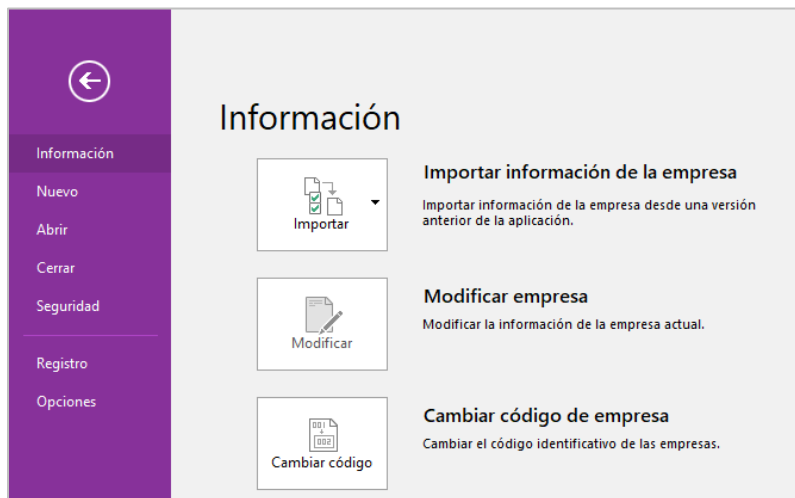 Información
Nuevo
Abrir
Cerrar
Seguridad
Registro
Opciones
Información
Importar
Importar información de la empresa
Importar información de la empresa desde una versión
anterior de la aplicación.
Modificar
Modificar empresa
Modificar la información de la empresa actual.
001
002
Cambiar código
Cambiar código de empresa
Cambiar el código identificativo de las empresas.